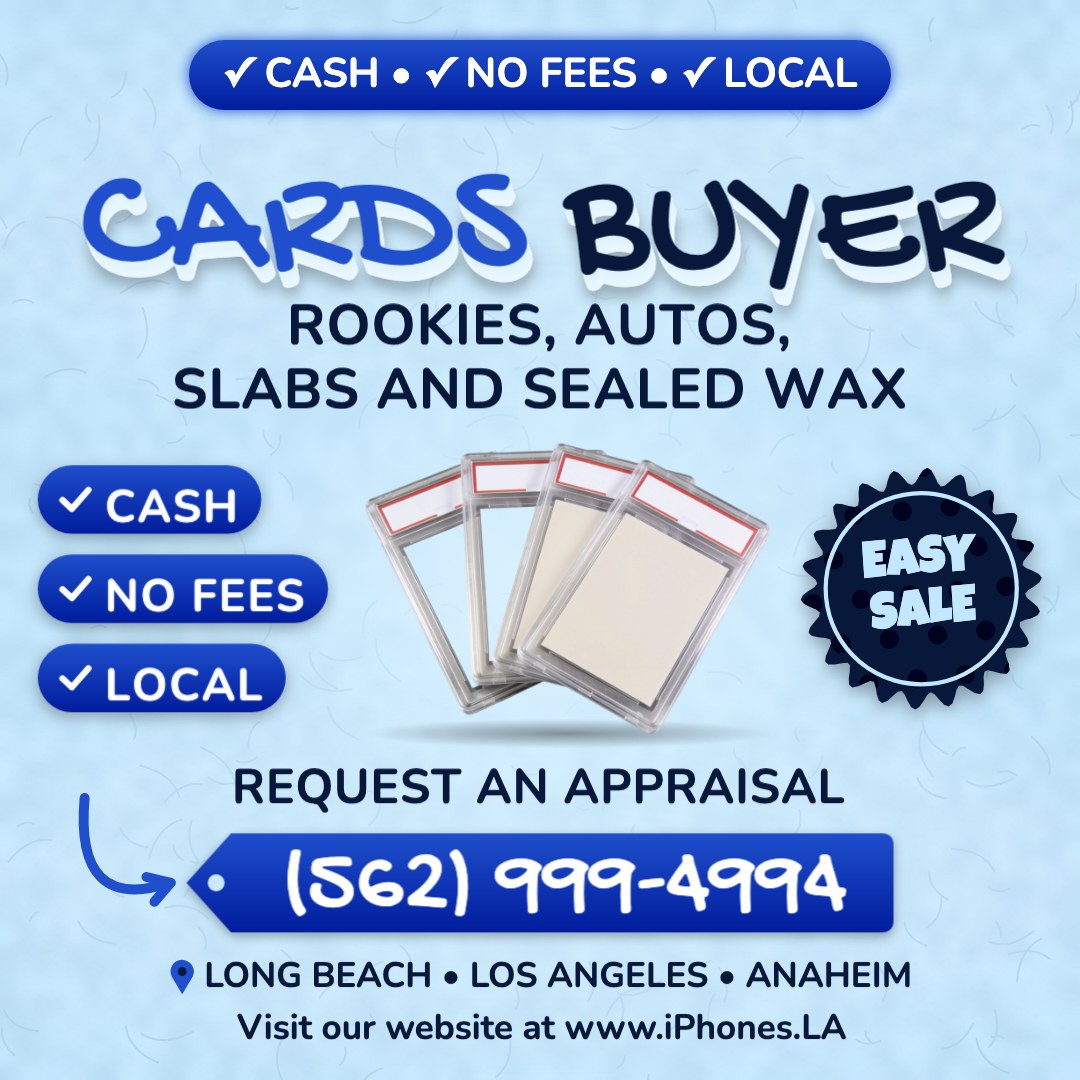 ✓ CASH • ✓ NO FEES • ✓ LOCAL
CARDS BUYER
ROOKIES, AUTOS,
SLABS AND SEALED WAX
✓ CASH
✓ NO FEES
✓ LOCAL
EASY
SALE
REQUEST AN APPRAISAL
(562) 999-4994
LONG BEACH • LOS ANGELES • ANAHEIM
Visit our website at www.iPhones.LA